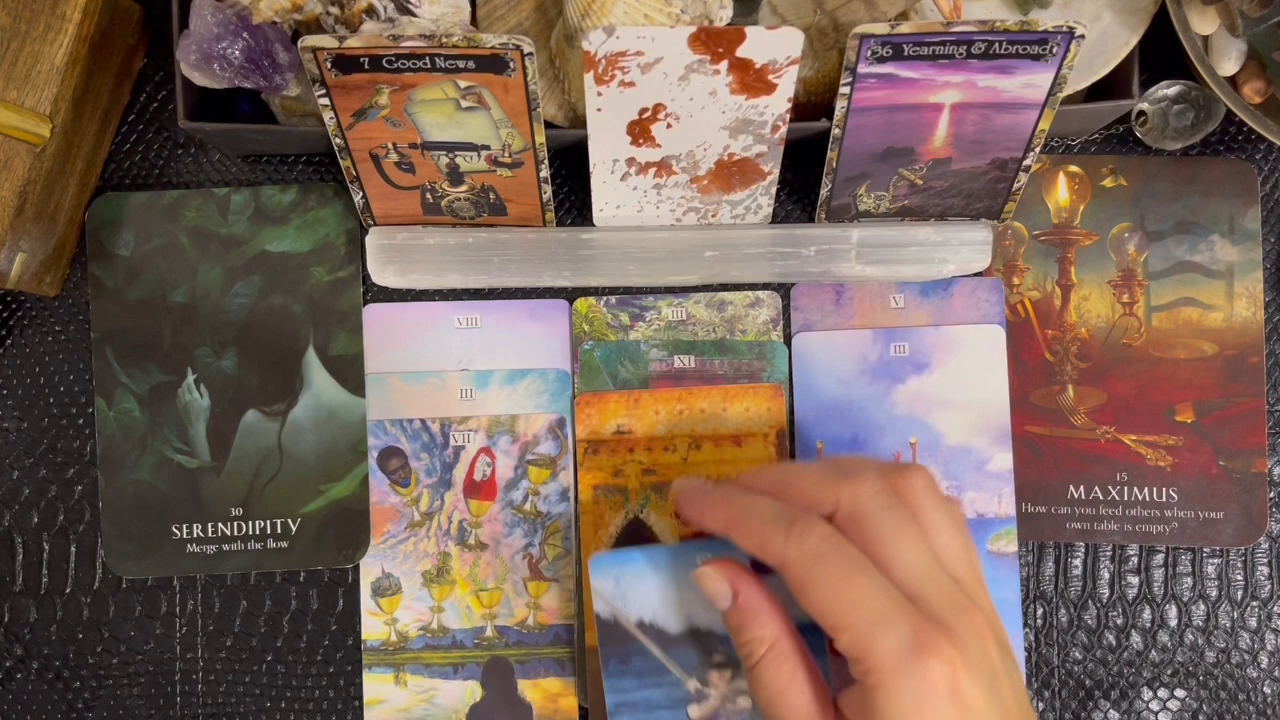 7 Good News
36 Yearning & Abroad
VIII
III
VII
III
XI
V
III
30
SERENDIPITY
Merge with the flow
15
MAXIMUS
How can you feed others when your
own table is empty?